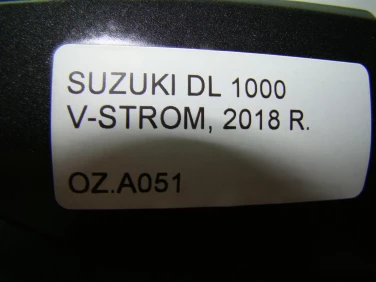 SUZUKI DL 1000
V-STROM, 2018 R.
OZ.A051